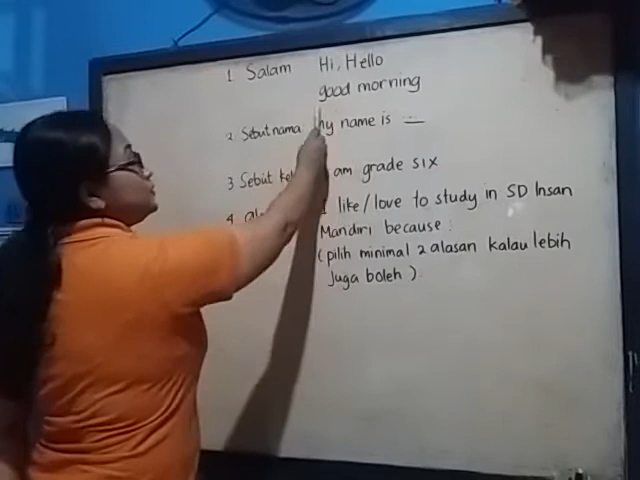 1 Salam Hi, Hello
good morning
2. Sebut nama my name is __
3 Sebut am grade six
4 I like/love to study in SD Insan
Mandiri because :
(pilih minimal 2 alasan kalau lebih
juga boleh).